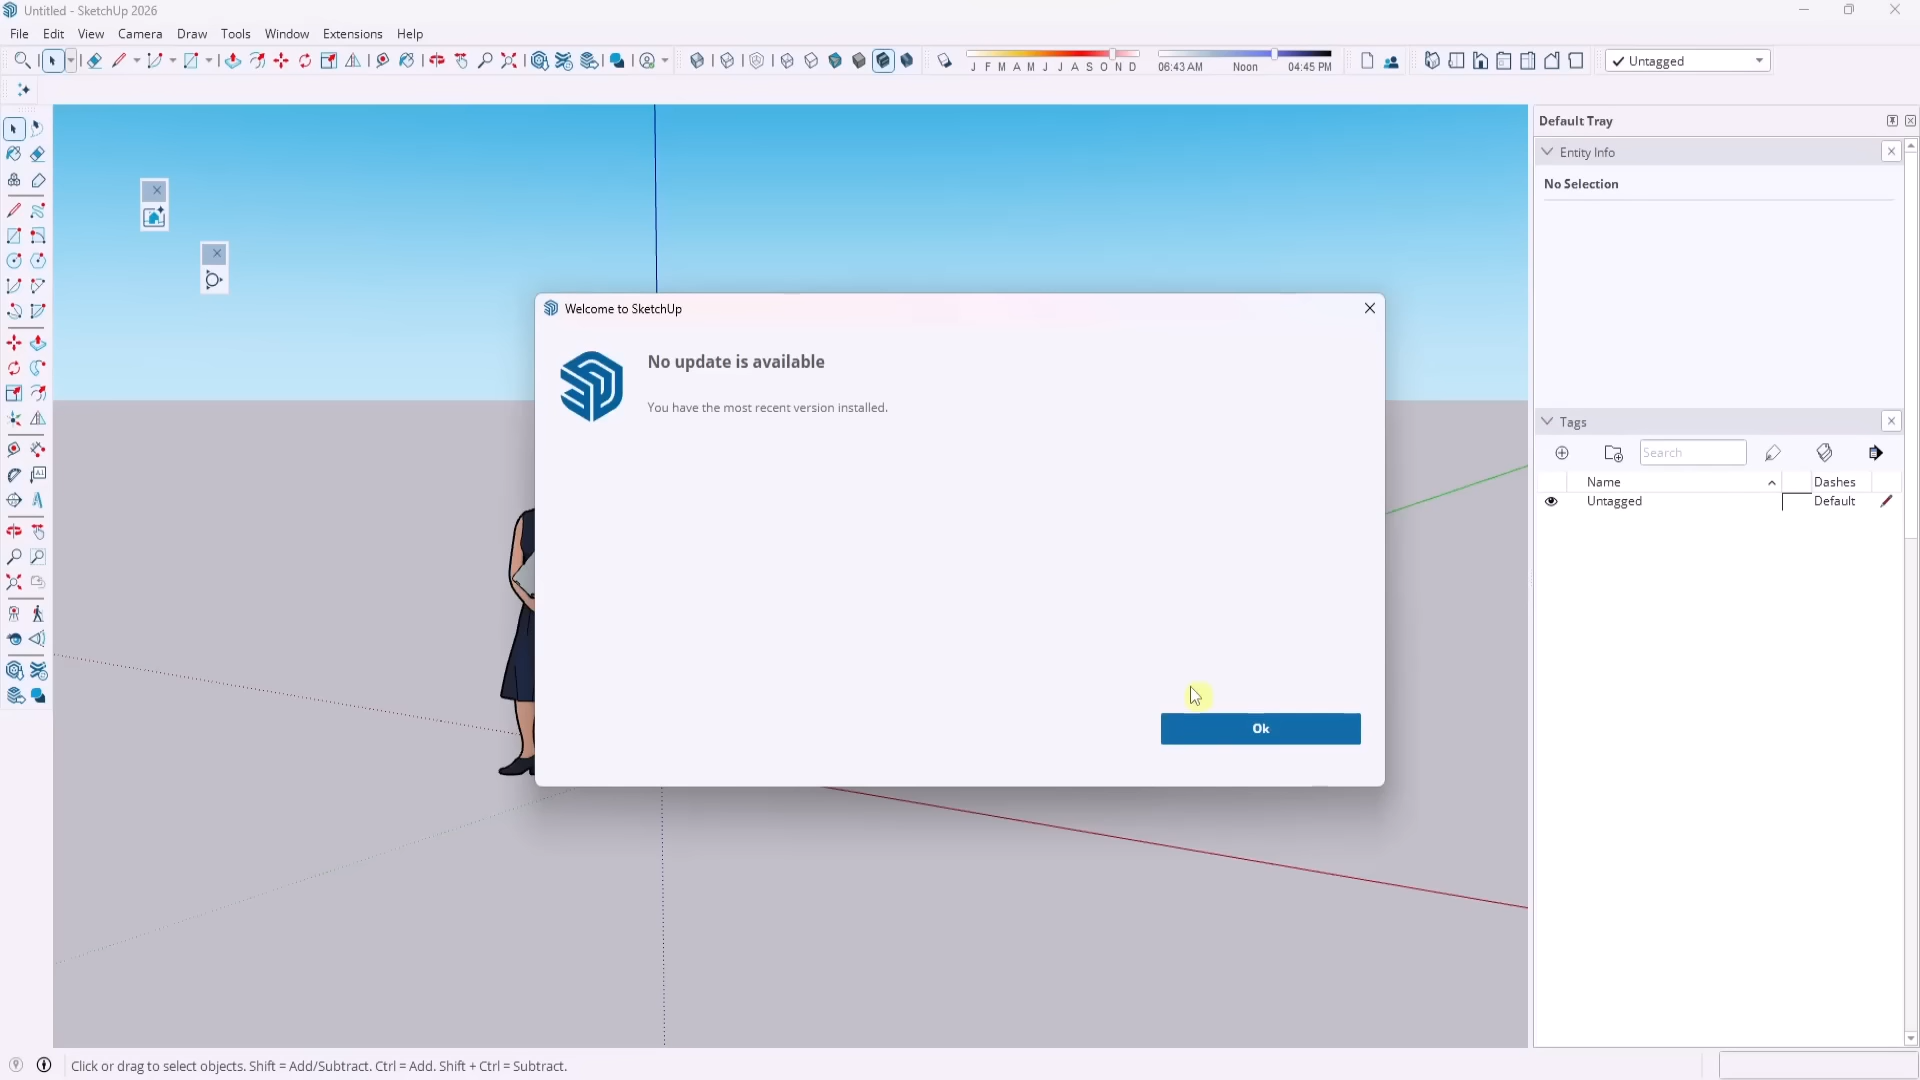 Untitled - SketchUp 2026
File Edit View Camera Draw Tools Window Extensions Help
J F M A M J J A S O N D
06:43 AM Noon 04:45 PM
Untagged
Default Tray
Entity Info
No Selection
Welcome to SketchUp
No update is available
You have the most recent version installed.
Ok
Tags
Search
Name Dashes
Untagged Default
Click or drag to select objects. Shift = Add/Subtract. Ctrl = Add. Shift + Ctrl = Subtract.